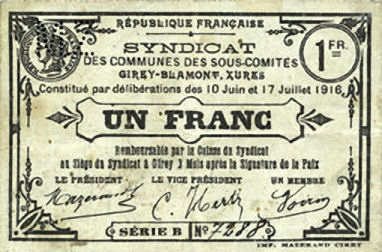 RÉPUBLIQUE FRANÇAISE
SYNDICAT
1 FR.
DES COMMUNES DES SOUS-COMITÉS
CIREY-BLAMONT, XURES
Constitué par délibérations des 10 Juin et 17 Juillet 1916
UN FRANC
Remboursable par la Caisse du Syndicat
au Siège du Syndicat à Cirey 3 Mois après la Signature de la Paix
LE PRÉSIDENT LE VICE PRÉSIDENT UN MEMBRE
C. Hertz
SÉRIE B No 7288
IMP. MAZERAND CIREY